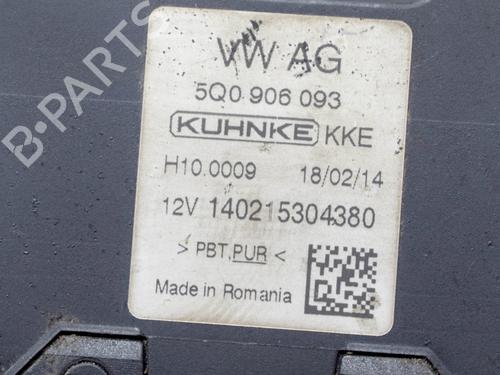 B-PARTS
VW AG
5Q0 906 093
KUHNKE KKE
H10.0009 18/02/14
12V 140215304380
> PBT,PUR <
Made in Romania